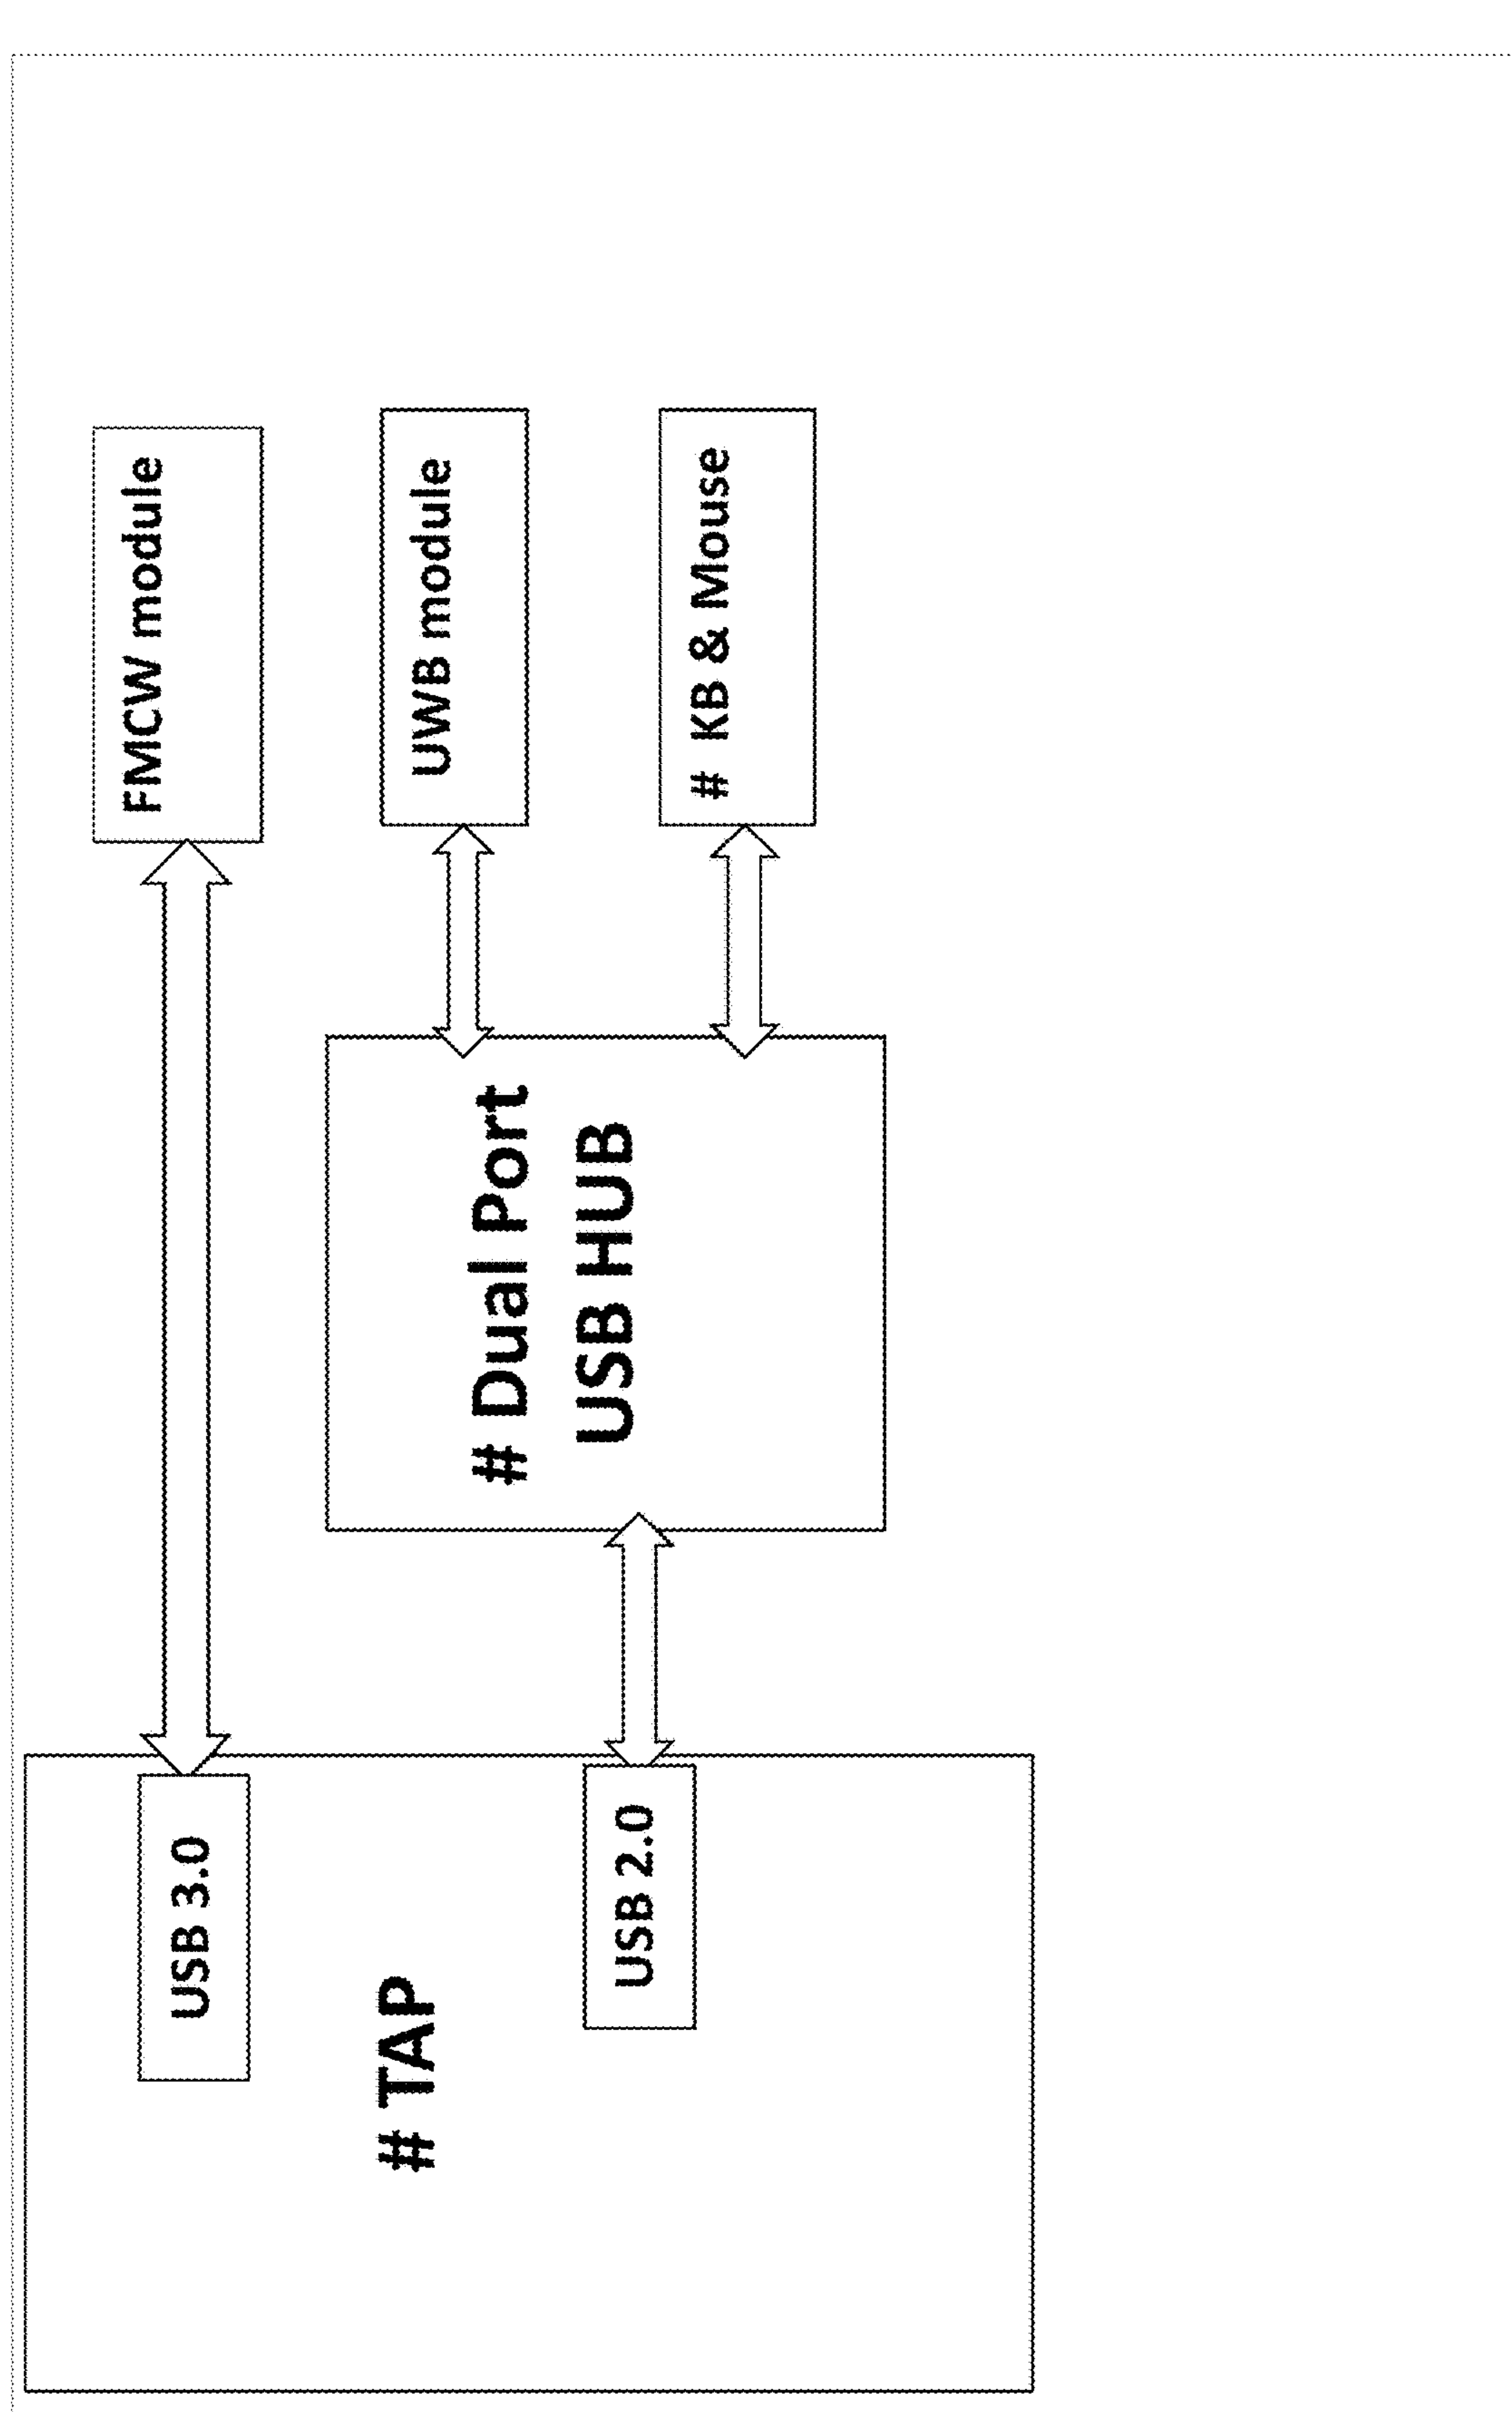 FMCW module
UWB module
# KB & Mouse
# Dual Port
USB HUB
USB 3.0
# TAP
USB 2.0